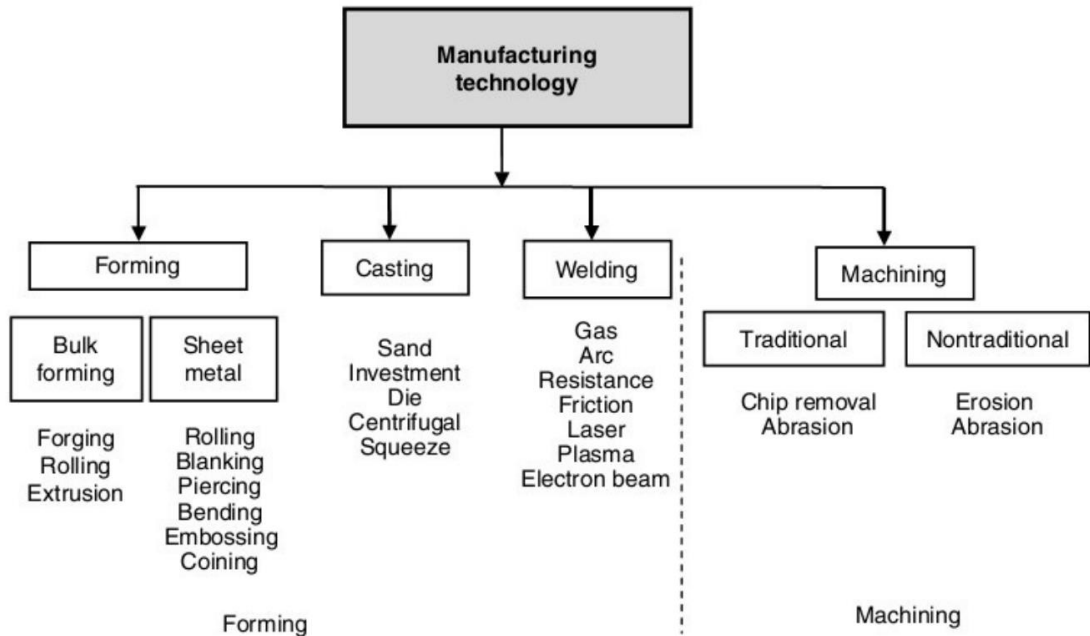 Manufacturing
technology
Forming
Casting
Welding
Machining
Bulk
forming
Sheet
metal
Traditional
Nontraditional
Forging
Rolling
Extrusion
Rolling
Blanking
Piercing
Bending
Embossing
Coining
Sand
Investment
Die
Centrifugal
Squeeze
Gas
Arc
Resistance
Friction
Laser
Plasma
Electron beam
Chip removal
Abrasion
Erosion
Abrasion
Forming
Machining